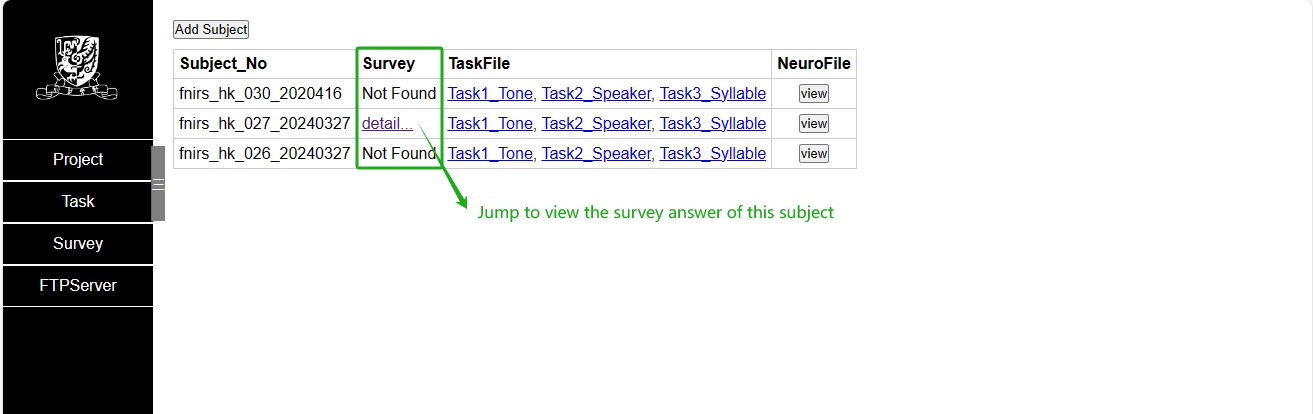 Add Subject
Subject_No Survey TaskFile NeuroFile
fnirs_hk_030_2020416 Not Found Task1_Tone, Task2_Speaker, Task3_Syllable view
fnirs_hk_027_20240327 detail... Task1_Tone, Task2_Speaker, Task3_Syllable view
fnirs_hk_026_20240327 Not Found Task1_Tone, Task2_Speaker, Task3_Syllable view
Jump to view the survey answer of this subject
Project
Task
Survey
FTPServer